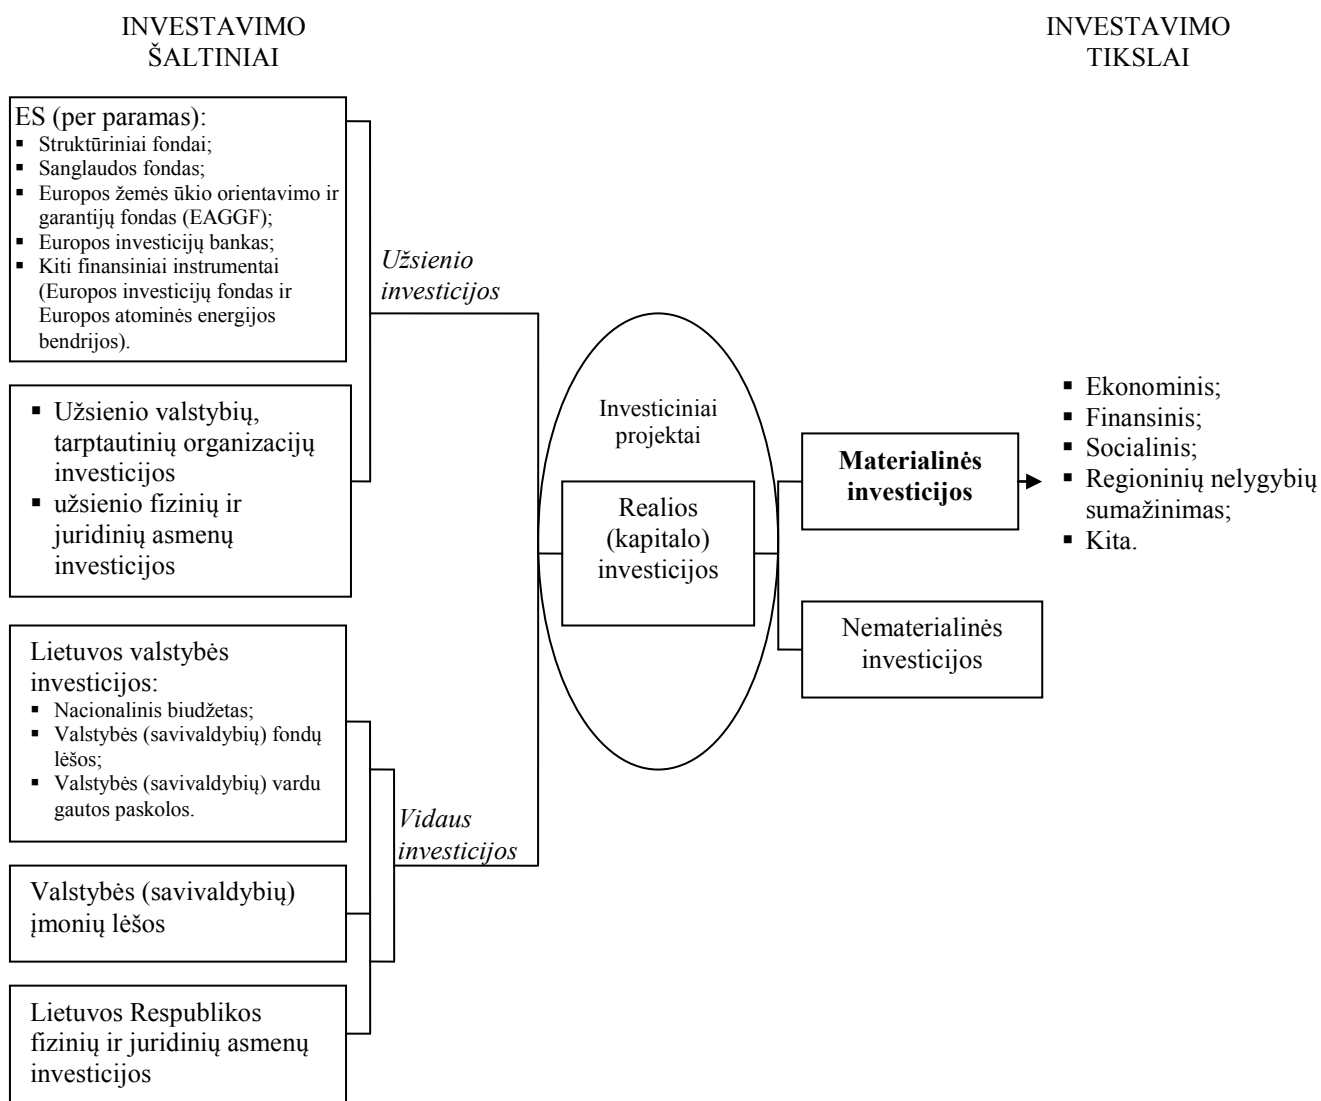 INVESTAVIMO
ŠALTINIAI
INVESTAVIMO
TIKSLAI
ES (per paramas):
▪ Struktūriniai fondai;
▪ Sanglaudos fondas;
▪ Europos žemės ūkio orientavimo ir
garantijų fondas (EAGGF);
▪ Europos investicijų bankas;
▪ Kiti finansiniai instrumentai
(Europos investicijų fondas ir
Europos atominės energijos
bendrijos).
▪ Užsienio valstybių,
tarptautinių organizacijų
investicijos
▪ užsienio fizinių ir
juridinių asmenų
investicijos
Užsienio
investicijos
Lietuvos valstybės
investicijos:
▪ Nacionalinis biudžetas;
▪ Valstybės (savivaldybių) fondų
lėšos;
▪ Valstybės (savivaldybių) vardu
gautos paskolos.
Valstybės (savivaldybių)
įmonių lėšos
Lietuvos Respublikos
fizinių ir juridinių asmenų
investicijos
Vidaus
investicijos
Investiciniai
projektai
Realios
(kapitalo)
investicijos
Materialinės
investicijos
Nematerialinės
investicijos
▪ Ekonominis;
▪ Finansinis;
▪ Socialinis;
▪ Regioninių nelygybių
sumažinimas;
▪ Kita.